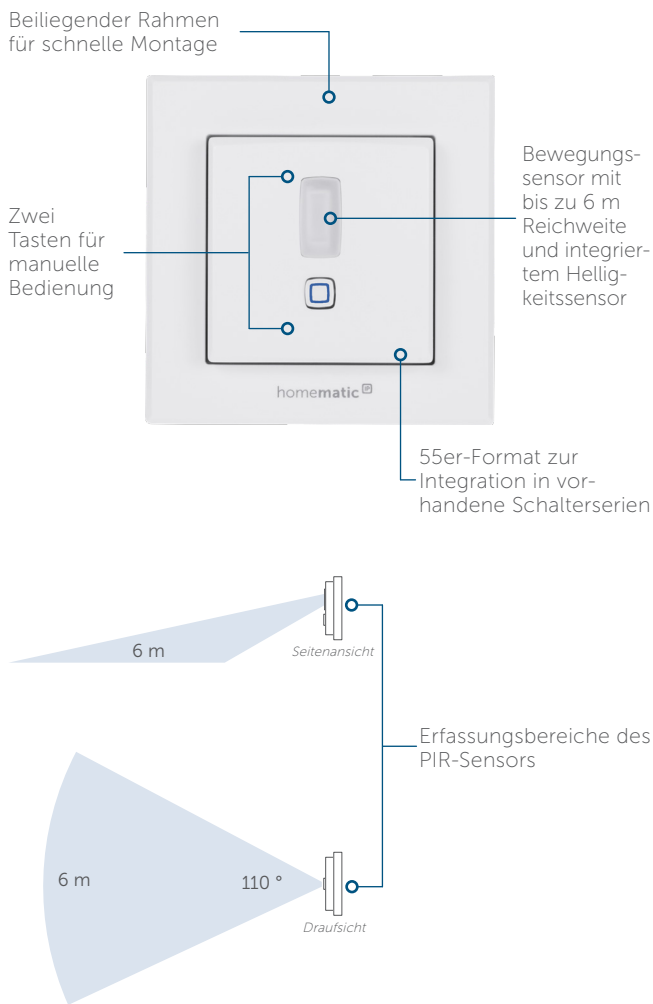 Beiliegender Rahmen
für schnelle Montage
Zwei
Tasten für
manuelle
Bedienung
Bewegungs-
sensor mit
bis zu 6 m
Reichweite
und integrier-
tem Hellig-
keitssensor
homematic IP
55er-Format zur
Integration in vor-
handene Schalterserien
6 m
Seitenansicht
Erfassungsbereiche des
PIR-Sensors
6 m
110 °
Draufsicht